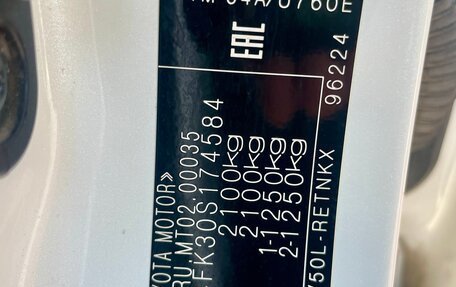 OTA MOTOR»
RU.MT02.00035
FK30S174584
2100kg
2100kg
1-1250kg
2-1250kg
EAC
750L-RETNKX
96224